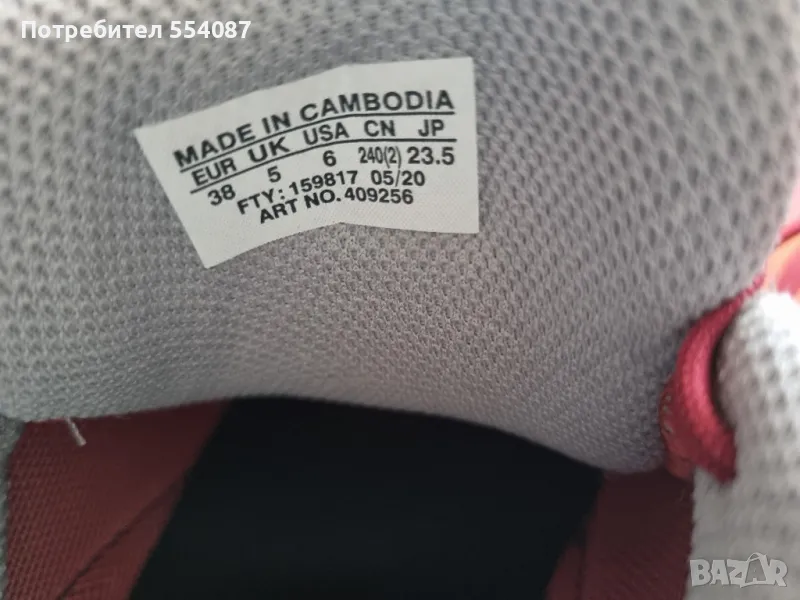 Потребител 554087
MADE IN CAMBODIA
EUR UK USA CN JP
38 5 6 240(2) 23.5
FTY: 159817 05/20
ART NO. 409256
BAZAR